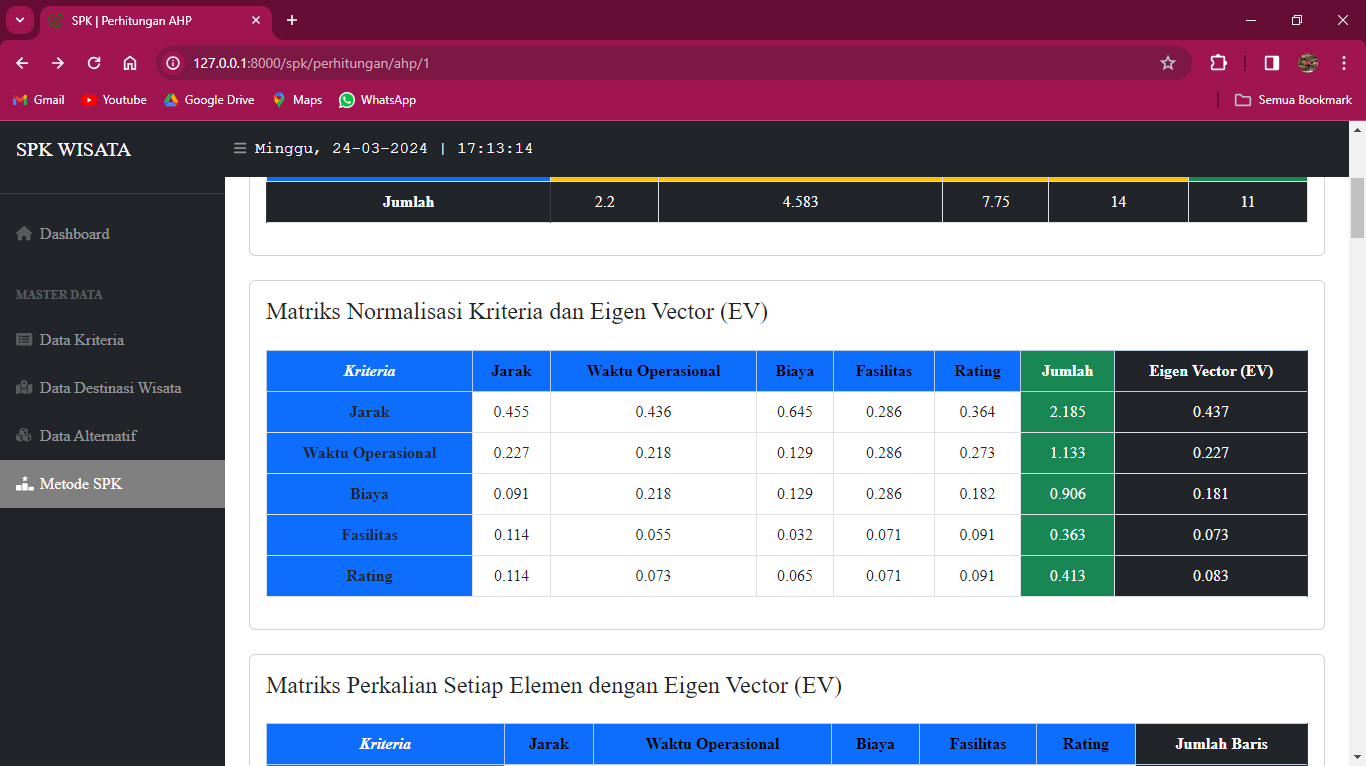 SPK | Perhitungan AHP
127.0.0.1:8000/spk/perhitungan/ahp/1
Gmail Youtube Google Drive Maps WhatsApp Semua Bookmark
SPK WISATA
Minggu, 24-03-2024 | 17:13:14
Dashboard
MASTER DATA
Data Kriteria
Data Destinasi Wisata
Data Alternatif
Metode SPK
Jumlah 2.2 4.583 7.75 14 11
Matriks Normalisasi Kriteria dan Eigen Vector (EV)
Kriteria Jarak Waktu Operasional Biaya Fasilitas Rating Jumlah Eigen Vector (EV)
Jarak 0.455 0.436 0.645 0.286 0.364 2.185 0.437
Waktu Operasional 0.227 0.218 0.129 0.286 0.273 1.133 0.227
Biaya 0.091 0.218 0.129 0.286 0.182 0.906 0.181
Fasilitas 0.114 0.055 0.032 0.071 0.091 0.363 0.073
Rating 0.114 0.073 0.065 0.071 0.091 0.413 0.083
Matriks Perkalian Setiap Elemen dengan Eigen Vector (EV)
Kriteria Jarak Waktu Operasional Biaya Fasilitas Rating Jumlah Baris